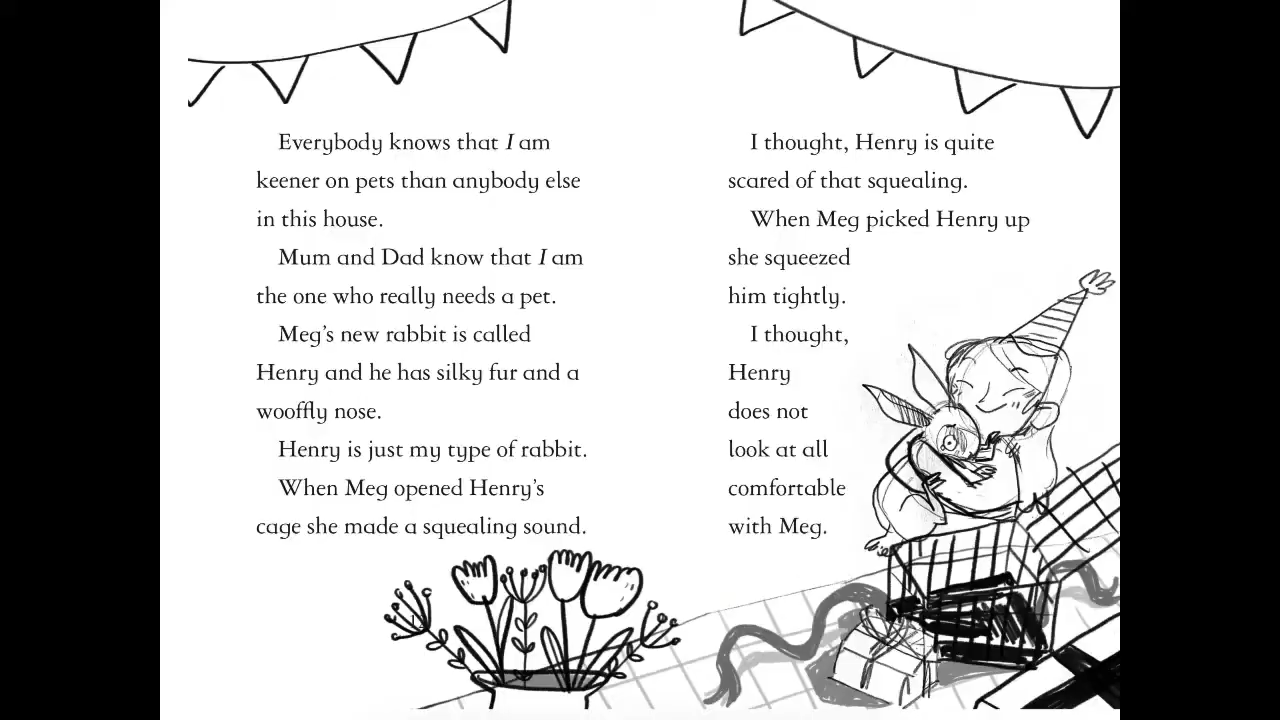 Everybody knows that I am
keener on pets than anybody else
in this house.
Mum and Dad know that I am
the one who really needs a pet.
Meg’s new rabbit is called
Henry and he has silky fur and a
wooffly nose.
Henry is just my type of rabbit.
When Meg opened Henry’s
cage she made a squealing sound.
I thought, Henry is quite
scared of that squealing.
When Meg picked Henry up
she squeezed
him tightly.
I thought,
Henry
does not
look at all
comfortable
with Meg.